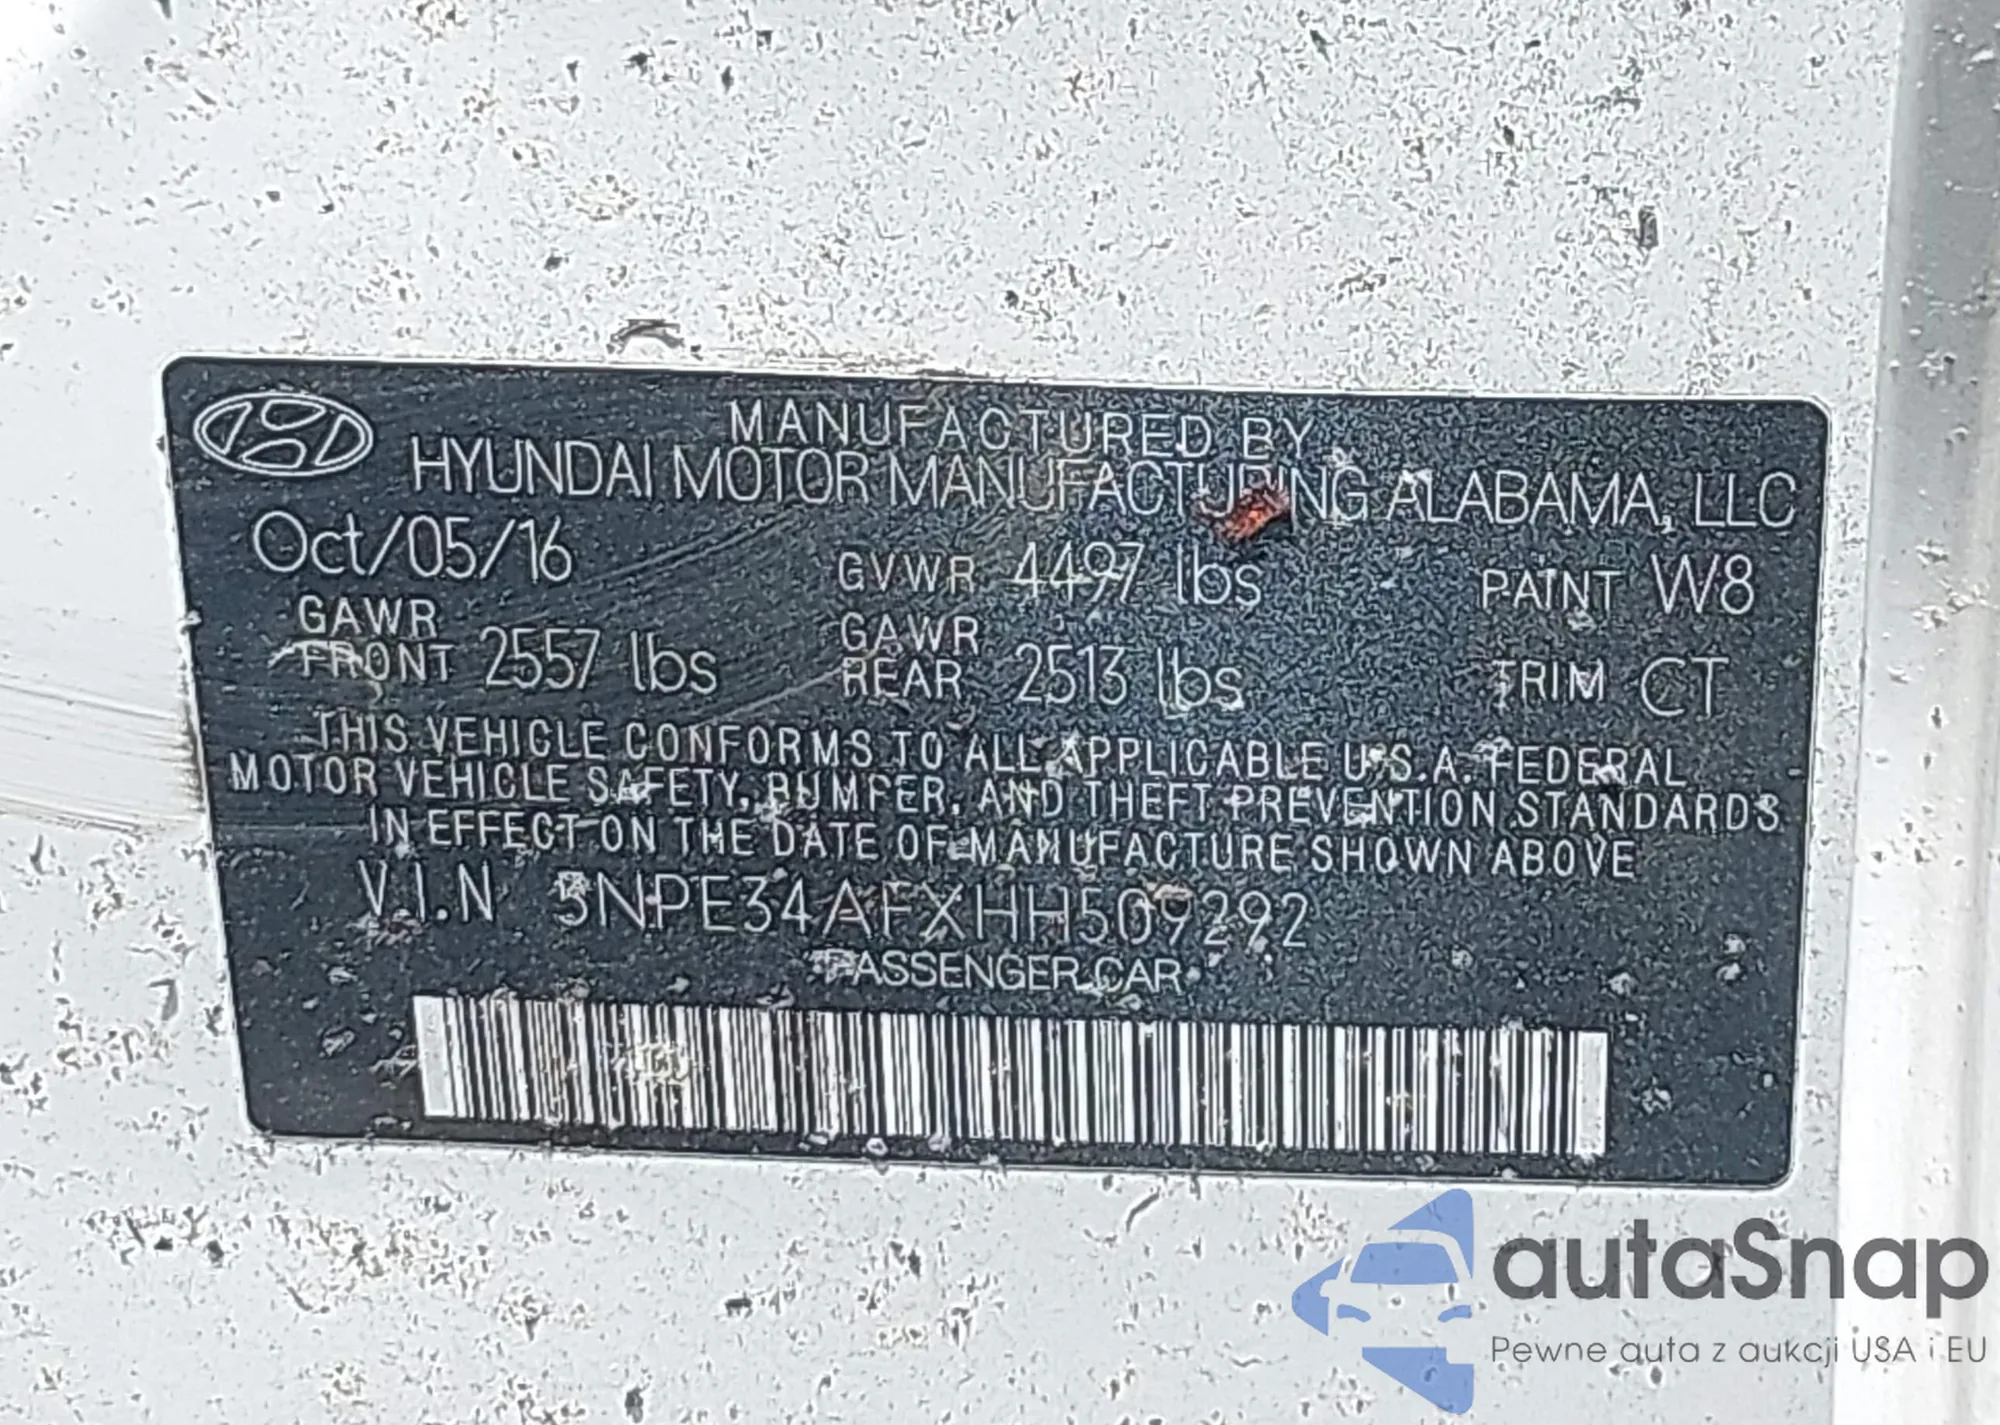 MANUFACTURED BY
HYUNDAI MOTOR MANUFACTURING ALABAMA, LLC
Oct/05/16 GVWR 4497 lbs PAINT W8
GAWR FRONT 2557 lbs GAWR REAR 2513 lbs TRIM CT
THIS VEHICLE CONFORMS TO ALL APPLICABLE U.S.A. FEDERAL
MOTOR VEHICLE SAFETY, BUMPER, AND THEFT PREVENTION STANDARDS
IN EFFECT ON THE DATE OF MANUFACTURE SHOWN ABOVE
V.I.N 5NPE34AFXHH509292
PASSENGER CAR
autaSnap
Pewne auta z aukcji USA i EU